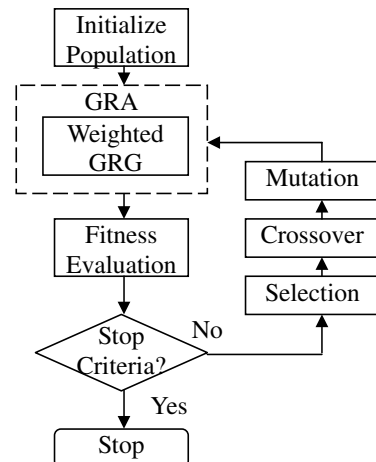 Initialize
Population
GRA
Weighted
GRG
Mutation
Fitness
Evaluation
Crossover
Selection
Stop
Criteria?
No
Yes
Stop